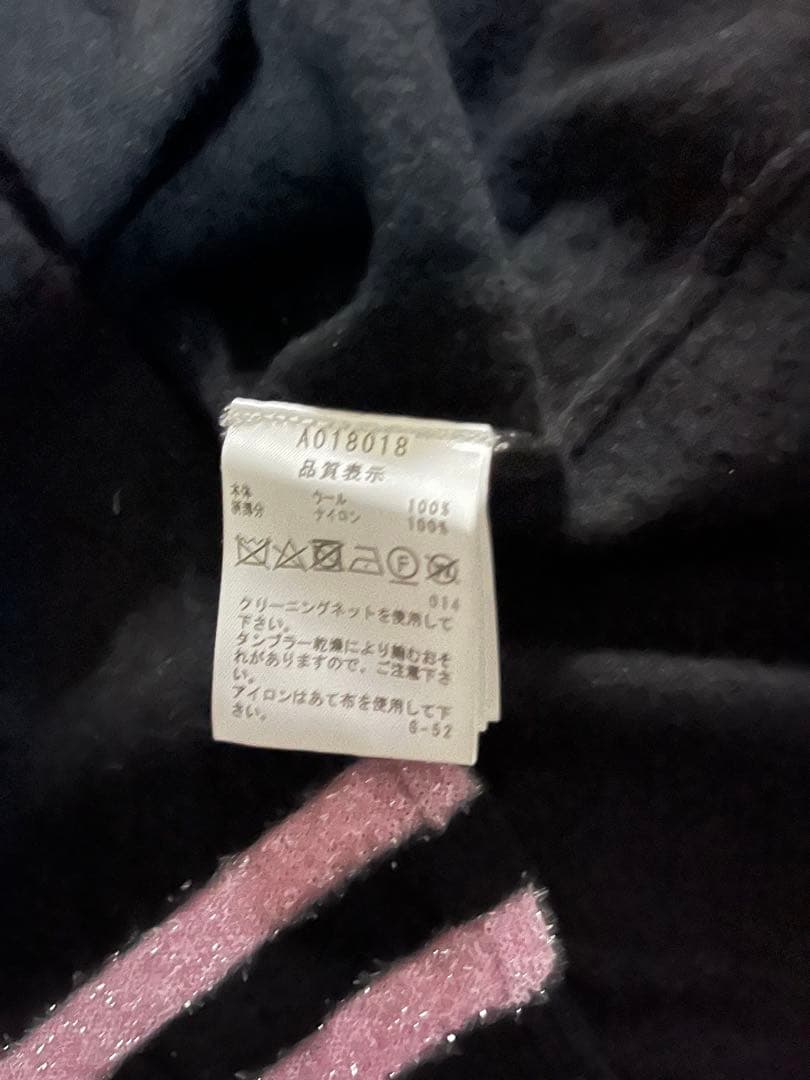 A018018
品質表示
本体 ウール 100%
柄部分 ナイロン 100%
F
014
クリーニングネットを使用して
下さい。
タンブラー乾燥により縮むおそ
れがありますので、ご注意下さ
い。
アイロンはあて布を使用して下
さい。
8-52